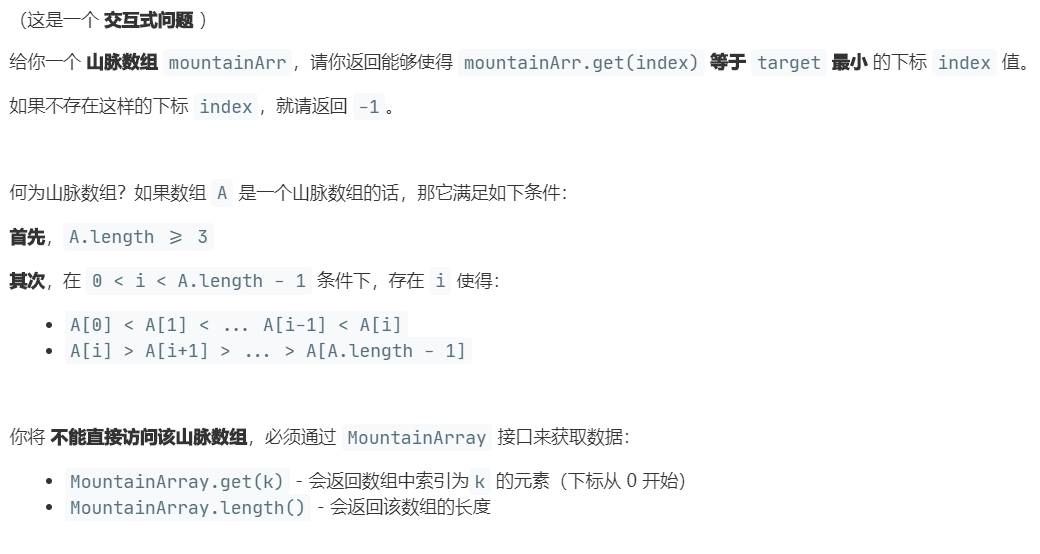 （这是一个 交互式问题 ）
给你一个 山脉数组 mountainArr，请你返回能够使得 mountainArr.get(index) 等于 target 最小 的下标 index 值。
如果不存在这样的下标 index，就请返回 -1。
何为山脉数组？如果数组 A 是一个山脉数组的话，那它满足如下条件：
首先，A.length >= 3
其次，在 0 < i < A.length - 1 条件下，存在 i 使得：
• A[0] < A[1] < ... A[i-1] < A[i]
• A[i] > A[i+1] > ... > A[A.length - 1]
你将 不能直接访问该山脉数组，必须通过 MountainArray 接口来获取数据：
• MountainArray.get(k) - 会返回数组中索引为k 的元素（下标从 0 开始）
• MountainArray.length() - 会返回该数组的长度